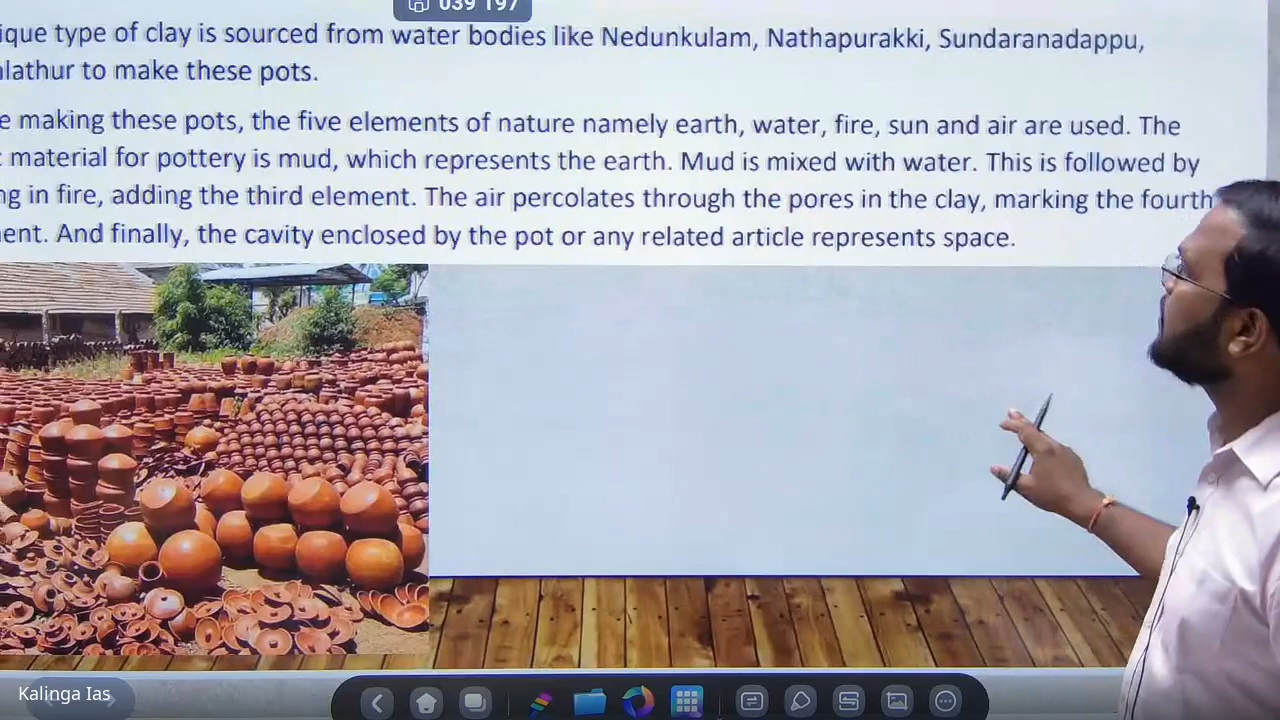 039 197
ique type of clay is sourced from water bodies like Nedunkulam, Nathapurakki, Sundaranadappu,
alathur to make these pots.
e making these pots, the five elements of nature namely earth, water, fire, sun and air are used. The
material for pottery is mud, which represents the earth. Mud is mixed with water. This is followed by
ng in fire, adding the third element. The air percolates through the pores in the clay, marking the fourth
ent. And finally, the cavity enclosed by the pot or any related article represents space.
Kalinga Ias